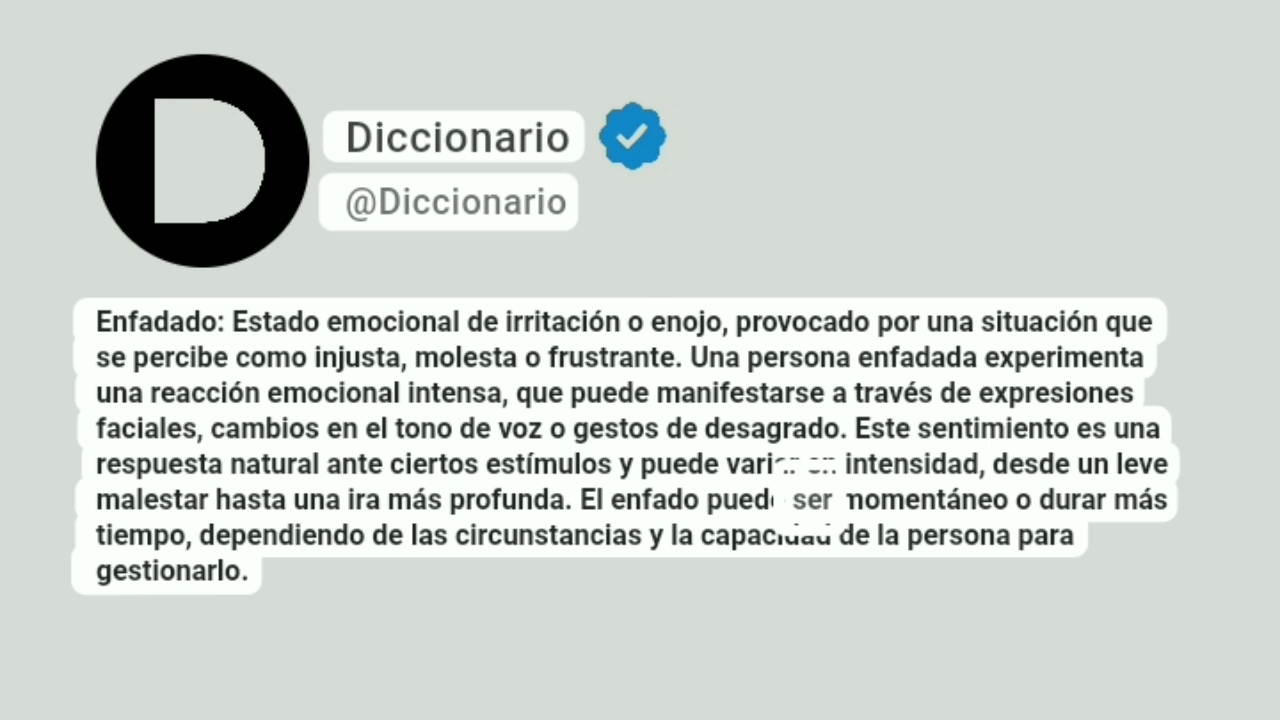 Diccionario
@Diccionario
Enfadado: Estado emocional de irritación o enojo, provocado por una situación que
se percibe como injusta, molesta o frustrante. Una persona enfadada experimenta
una reacción emocional intensa, que puede manifestarse a través de expresiones
faciales, cambios en el tono de voz o gestos de desagrado. Este sentimiento es una
respuesta natural ante ciertos estímulos y puede variar en intensidad, desde un leve
malestar hasta una ira más profunda. El enfado puede ser momentáneo o durar más
tiempo, dependiendo de las circunstancias y la capacidad de la persona para
gestionarlo.